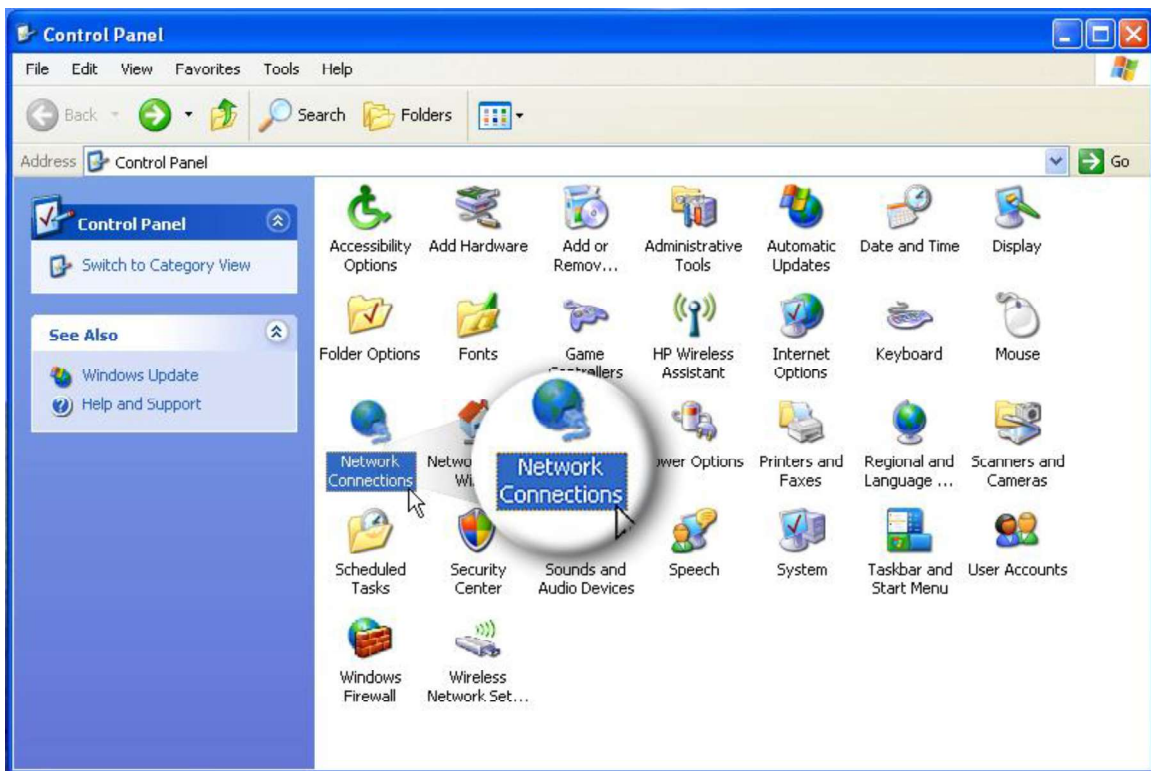 Control Panel
File Edit View Favorites Tools Help
Back Search Folders
Address Control Panel Go
Control Panel
Switch to Category View
See Also
Windows Update
Help and Support
Accessibility Add Hardware Add or Administrative Automatic Date and Time Display
Options Remov... Tools Updates
Folder Options Fonts Game HP Wireless Internet Keyboard Mouse
Controllers Assistant Options
Network Power Options Printers and Regional and Scanners and
Connections Faxes Language ... Cameras
Network
Connections
Scheduled Security Sounds and Speech System Taskbar and User Accounts
Tasks Center Audio Devices Start Menu
Windows Wireless
Firewall Network Set...